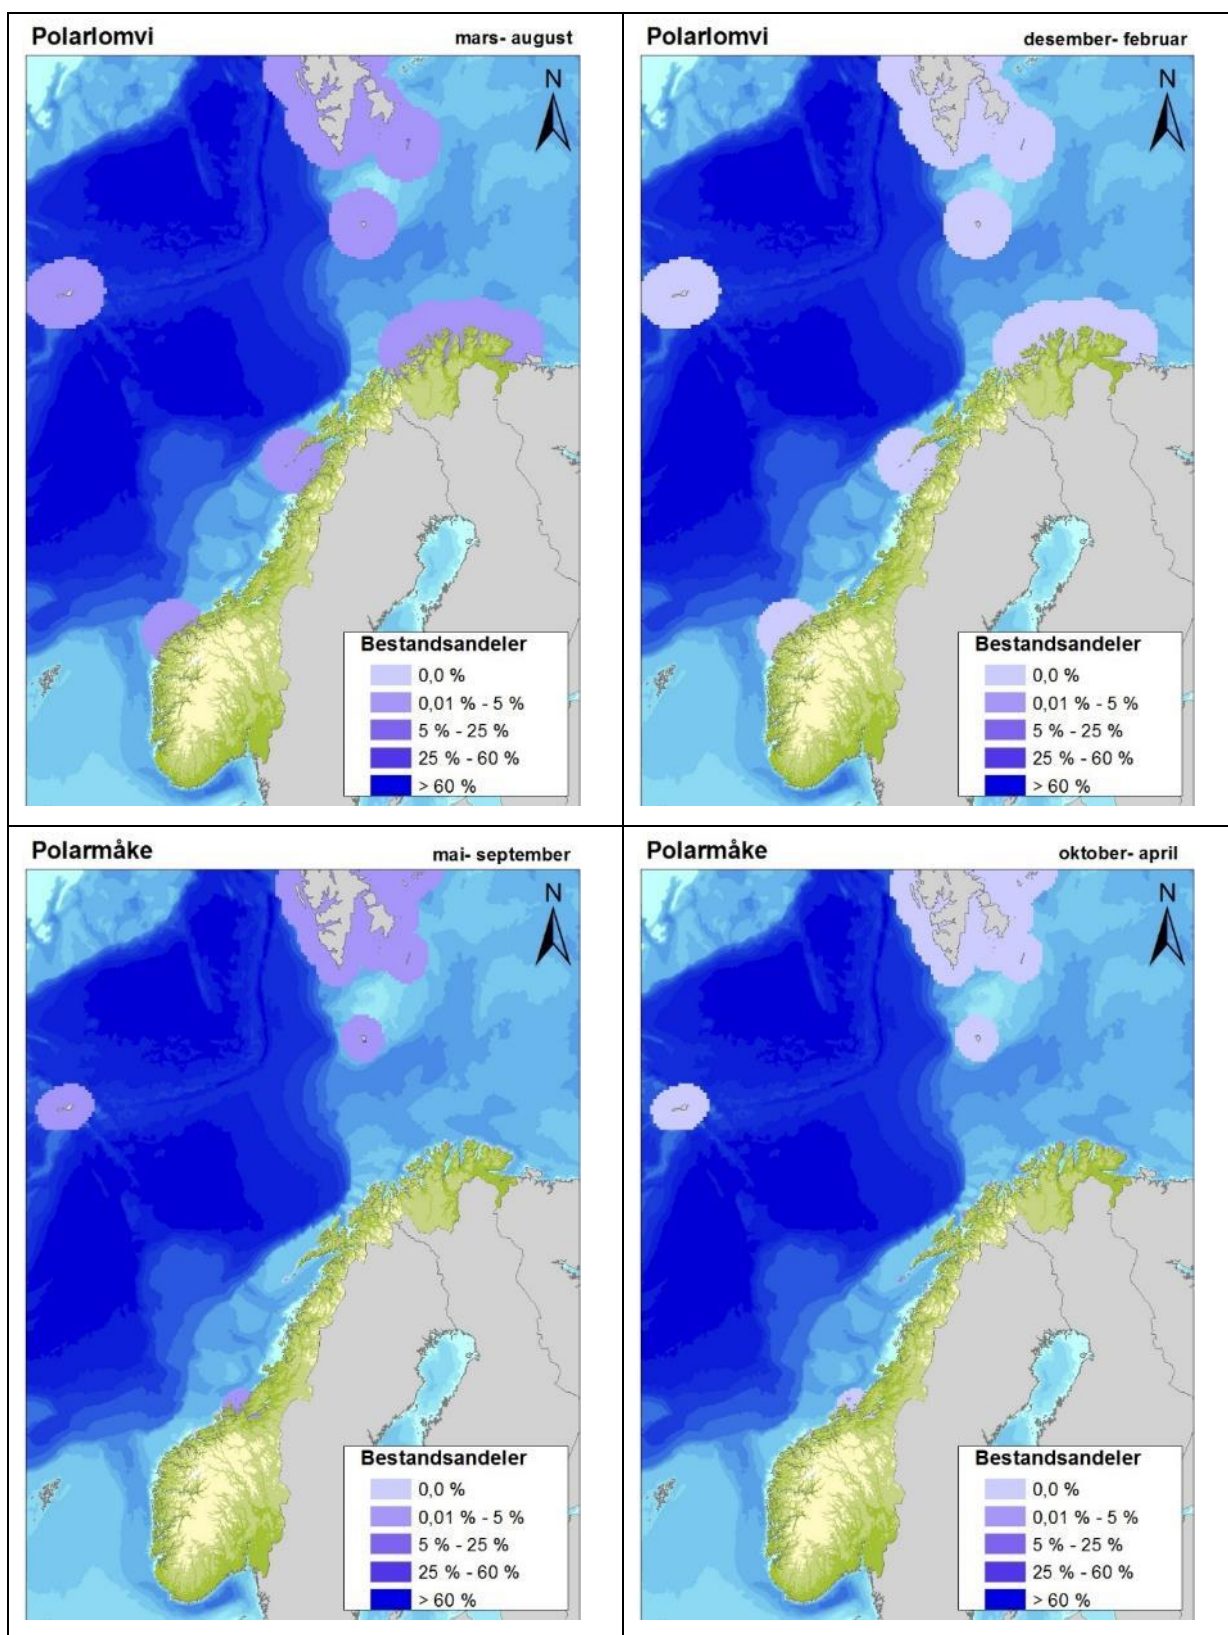 Polarlomvi mars- august
N
Bestandsandeler
0,0 %
0,01 % - 5 %
5 % - 25 %
25 % - 60 %
> 60 %
Polarlomvi desember- februar
N
Bestandsandeler
0,0 %
0,01 % - 5 %
5 % - 25 %
25 % - 60 %
> 60 %
Polarmåke mai- september
N
Bestandsandeler
0,0 %
0,01 % - 5 %
5 % - 25 %
25 % - 60 %
> 60 %
Polarmåke oktober- april
N
Bestandsandeler
0,0 %
0,01 % - 5 %
5 % - 25 %
25 % - 60 %
> 60 %